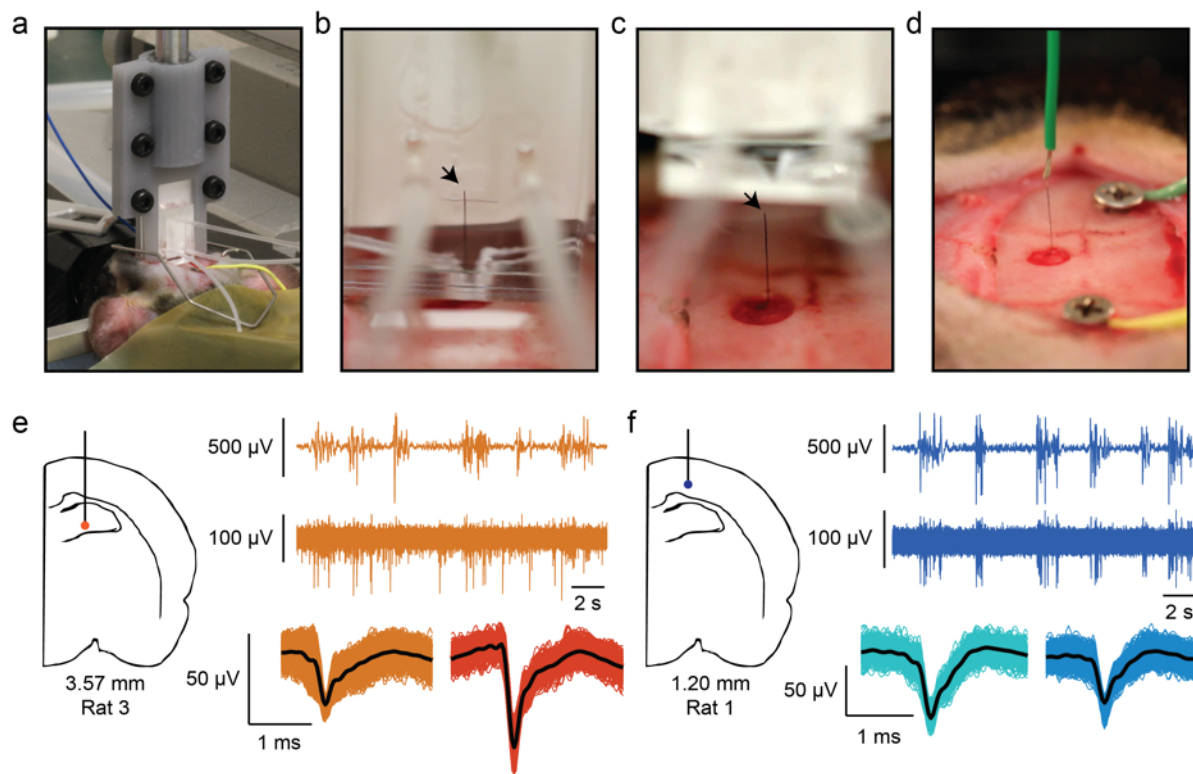 a
b
c
d
e
500 µV
100 µV
2 s
50 µV
1 ms
3.57 mm
Rat 3
f
500 µV
100 µV
2 s
50 µV
1 ms
1.20 mm
Rat 1